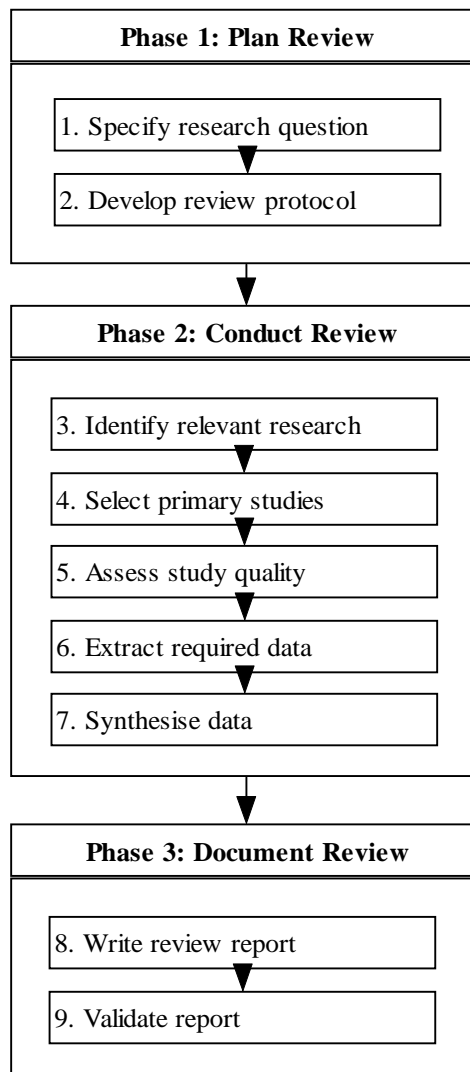 Phase 1: Plan Review
1. Specify research question
2. Develop review protocol
Phase 2: Conduct Review
3. Identify relevant research
4. Select primary studies
5. Assess study quality
6. Extract required data
7. Synthesise data
Phase 3: Document Review
8. Write review report
9. Validate report